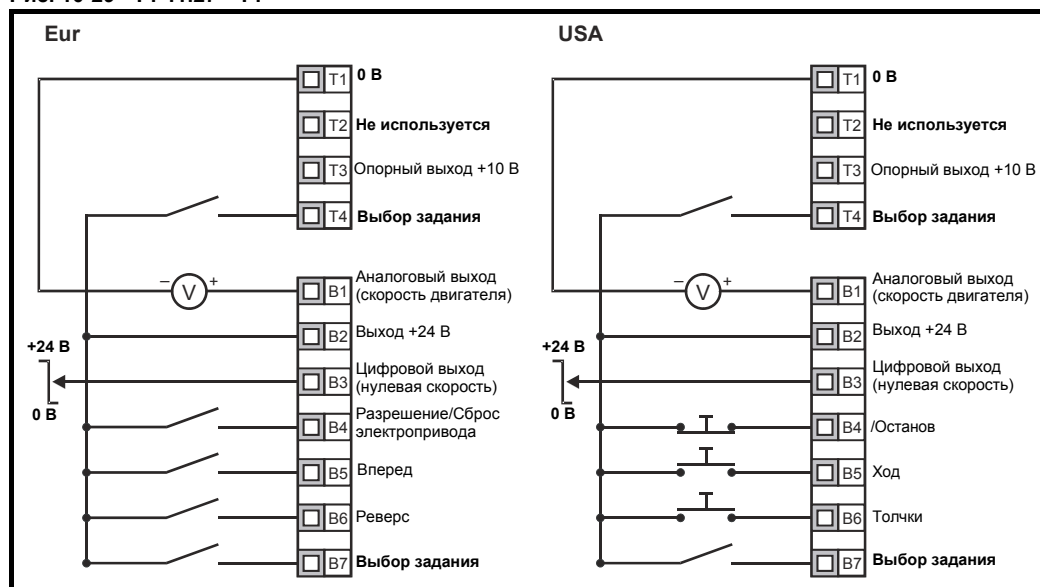 Eur
T1 0 В
T2 Не используется
T3 Опорный выход +10 В
T4 Выбор задания
– V +
B1 Аналоговый выход
(скорость двигателя)
B2 Выход +24 В
+24 В
0 В
B3 Цифровой выход
(нулевая скорость)
B4 Разрешение/Сброс
электропривода
B5 Вперед
B6 Реверс
B7 Выбор задания
USA
T1 0 В
T2 Не используется
T3 Опорный выход +10 В
T4 Выбор задания
– V +
B1 Аналоговый выход
(скорость двигателя)
B2 Выход +24 В
+24 В
0 В
B3 Цифровой выход
(нулевая скорость)
B4 /Останов
B5 Ход
B6 Толчки
B7 Выбор задания